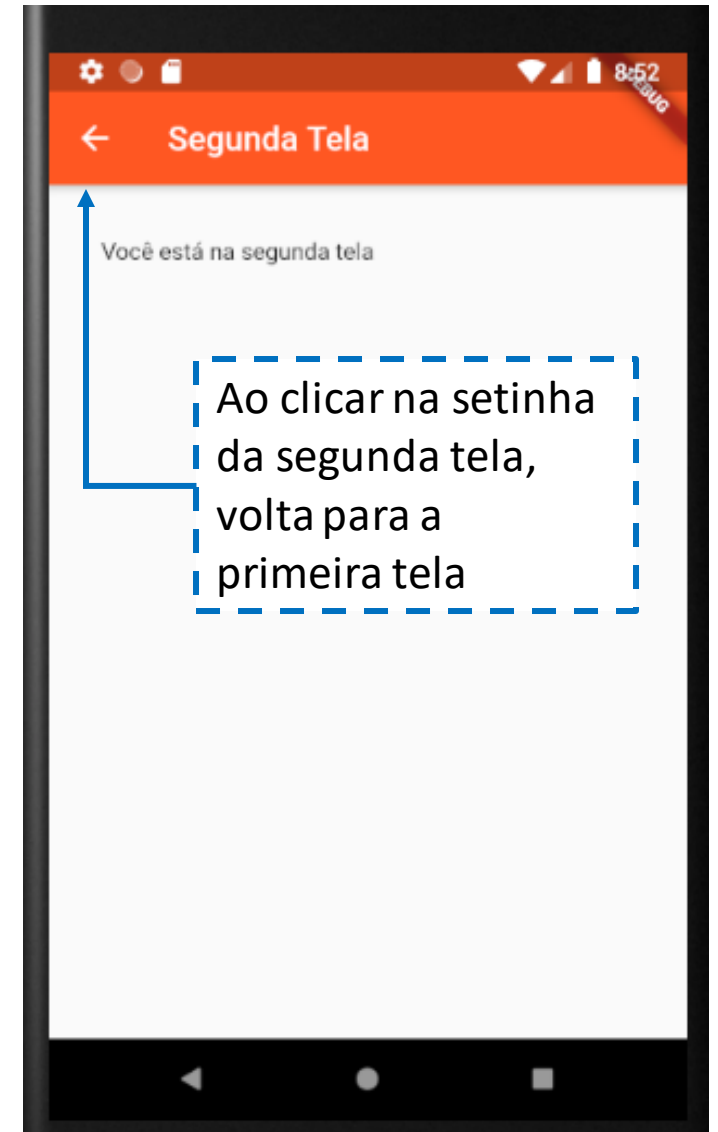 8:52
DEBUG
Segunda Tela
Você está na segunda tela
Ao clicar na setinha
da segunda tela,
volta para a
primeira tela